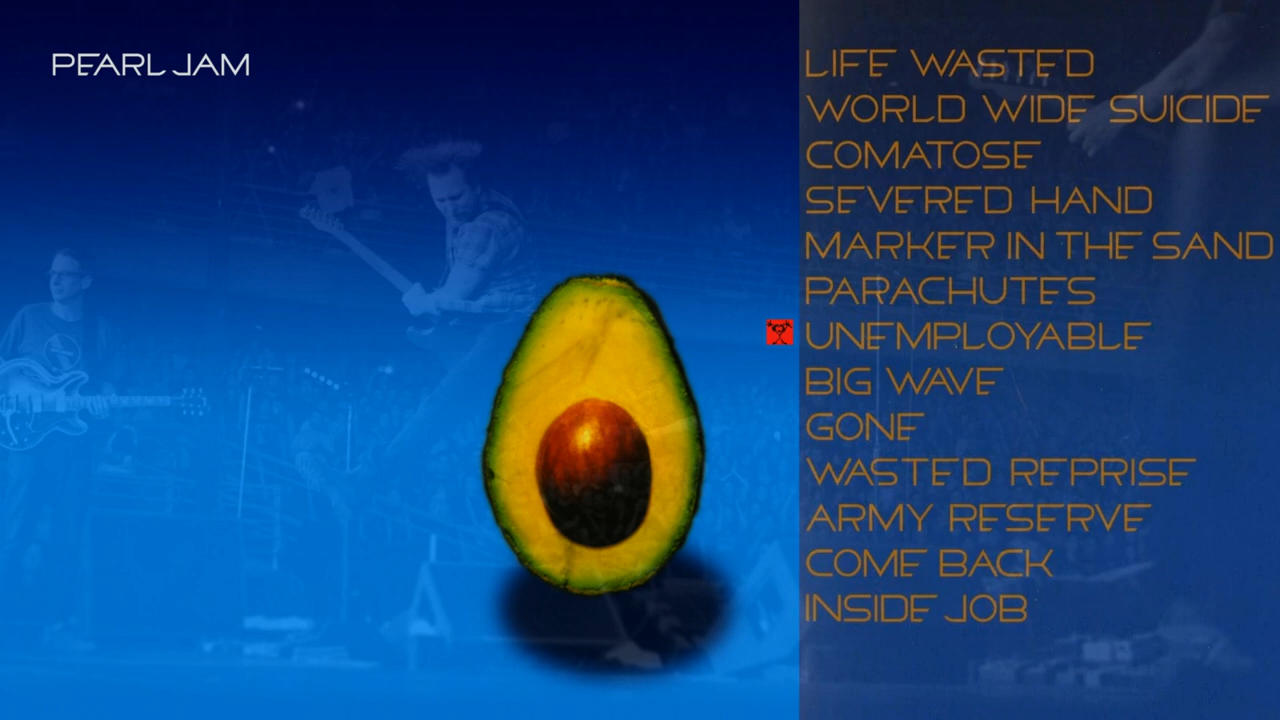 PEARL JAM
LIFE WASTED
WORLD WIDE SUICIDE
COMATOSE
SEVERED HAND
MARKER IN THE SAND
PARACHUTES
UNEMPLOYABLE
BIG WAVE
GONE
WASTED REPRISE
ARMY RESERVE
COME BACK
INSIDE JOB